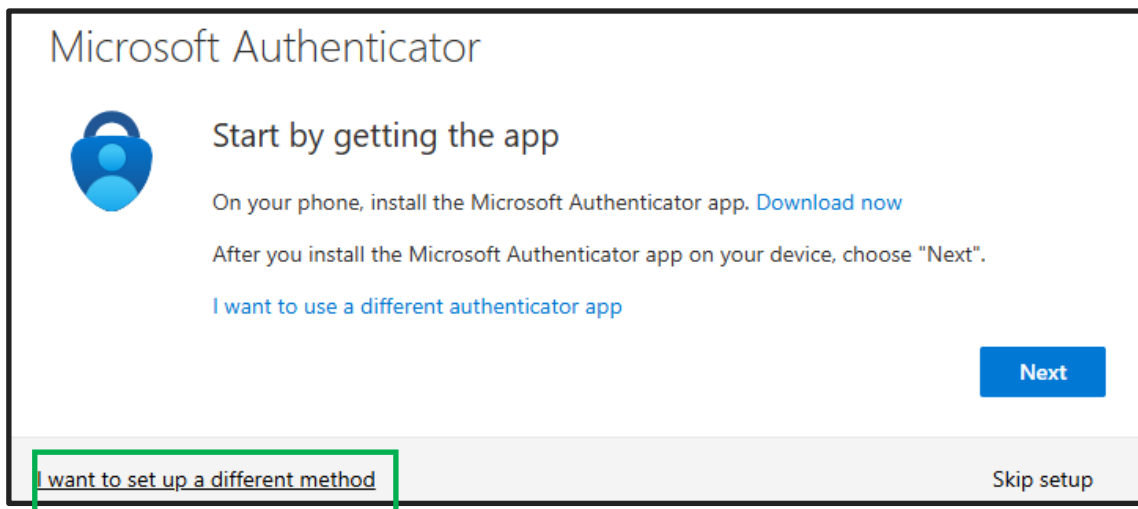 Microsoft Authenticator
Start by getting the app
On your phone, install the Microsoft Authenticator app. Download now
After you install the Microsoft Authenticator app on your device, choose "Next".
I want to use a different authenticator app
Next
I want to set up a different method
Skip setup